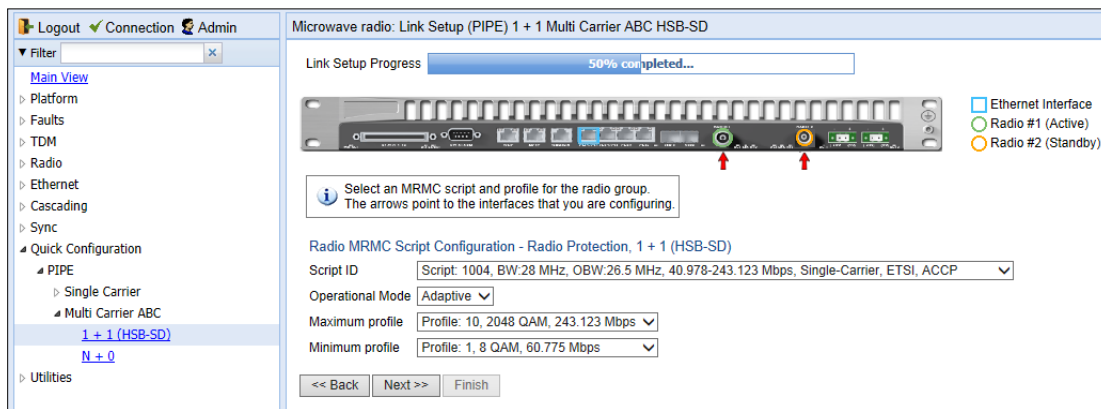 Logout Connection Admin
Filter
Main View
Platform
Faults
TDM
Radio
Ethernet
Cascading
Sync
Quick Configuration
PIPE
Single Carrier
Multi Carrier ABC
1 + 1 (HSB-SD)
N + 0
Utilities
Microwave radio: Link Setup (PIPE) 1 + 1 Multi Carrier ABC HSB-SD
Link Setup Progress 50% completed...
Ethernet Interface
Radio #1 (Active)
Radio #2 (Standby)
Select an MRMC script and profile for the radio group.
The arrows point to the interfaces that you are configuring.
Radio MRMC Script Configuration - Radio Protection, 1 + 1 (HSB-SD)
Script ID Script: 1004, BW:28 MHz, OBW:26.5 MHz, 40.978-243.123 Mbps, Single-Carrier, ETSI, ACCP
Operational Mode Adaptive
Maximum profile Profile: 10, 2048 QAM, 243.123 Mbps
Minimum profile Profile: 1, 8 QAM, 60.775 Mbps
<< Back Next >> Finish